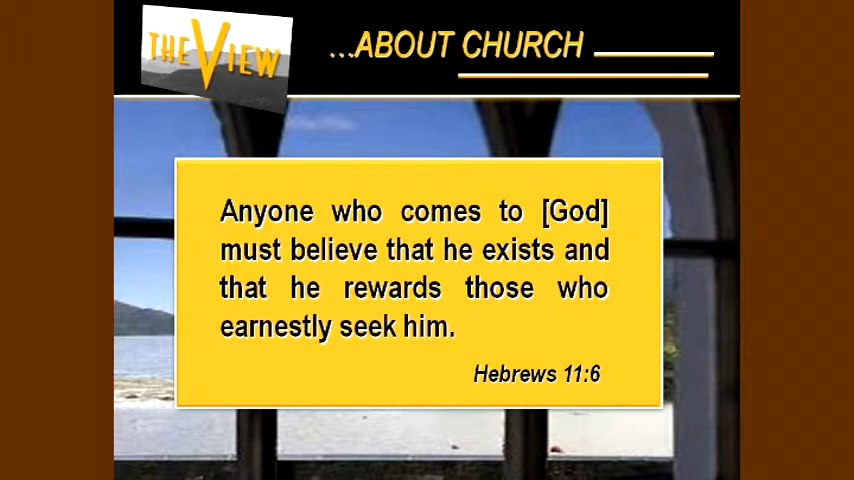 THE VIEW
...ABOUT CHURCH
Anyone who comes to [God]
must believe that he exists and
that he rewards those who
earnestly seek him.
Hebrews 11:6